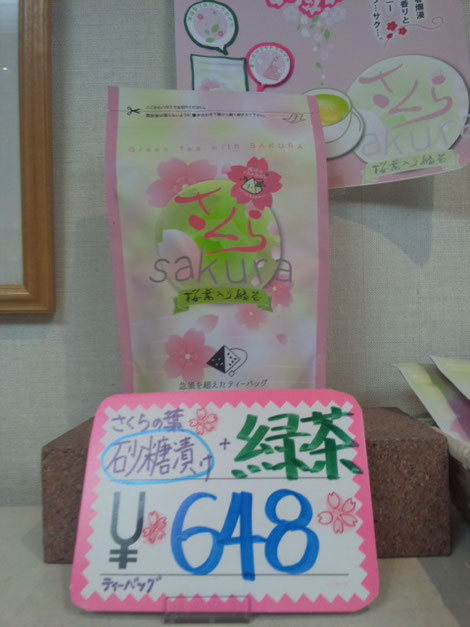 Green Tea with SAKURA
さくら
sakura
桜葉入り緑茶
急須を超えたティーバッグ
さくらの葉
砂糖漬け
+
緑茶
¥648
ティーバッグ
さくら
sakura
桜葉入り緑茶